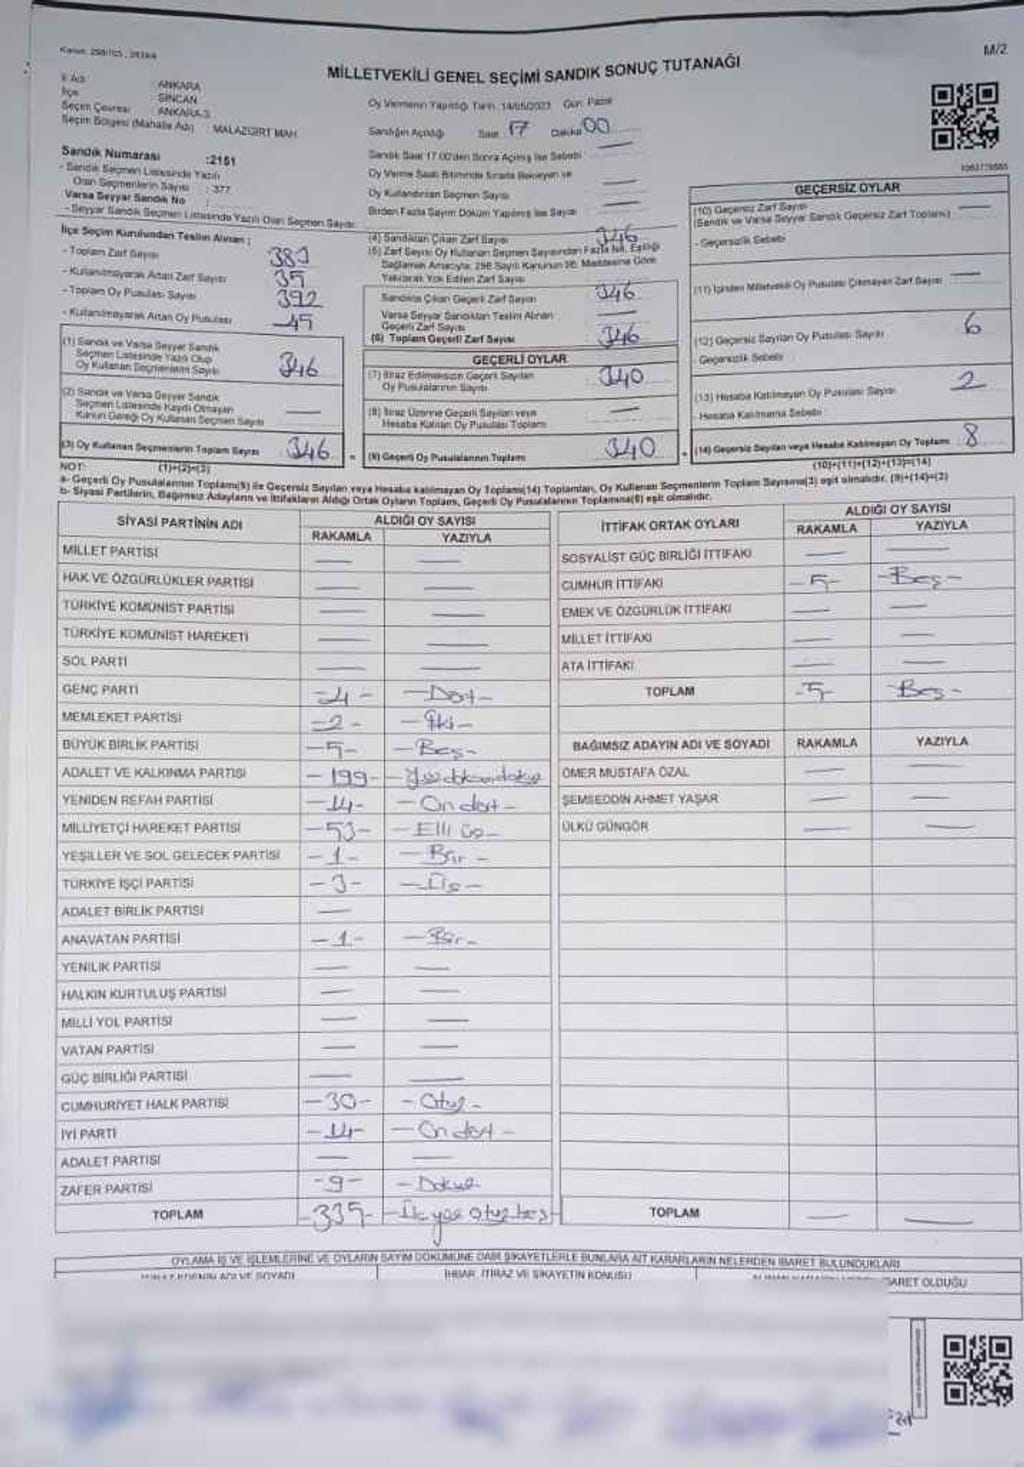 M/2
MİLLETVEKİLİ GENEL SEÇİMİ SANDIK SONUÇ TUTANAĞI
İl Adı : ANKARA
İlçe : SİNCAN
Seçim Çevresi : ANKARA-3
Seçim Bölgesi (Mahalle Adı) : MALAZGİRT MAH.
Sandık Numarası :2151
- Sandık Seçmen Listesinde Yazılı
Olan Seçmenlerin Sayısı : 377
Varsa Seyyar Sandık No :
- Seyyar Sandık Seçmen Listesinde Yazılı Olan Seçmen Sayısı:
Oy Vermenin Yapıldığı Tarih :14/05/2023 Gün: Pazar
Sandığın Açıldığı Saat 17 Dakika 00
Sandık Saat 17.00'den Sonra Açılmış İse Sebebi :
Oy Verme Saati Bitiminde Sırada Bekleyen ve
Oy Kullandırılan Seçmen Sayısı
Birden Fazla Sayım Döküm Yapılmış İse Sayısı
İlçe Seçim Kurulundan Teslim Alınan ;
- Toplam Zarf Sayısı
- Kullanılmayarak Artan Zarf Sayısı 35
- Toplam Oy Pusulası Sayısı 392
- Kullanılmayarak Artan Oy Pusulası
(1) Sandık ve Varsa Seyyar Sandık
Seçmen Listesinde Yazılı Olup
Oy Kullanan Seçmenlerin Sayısı 346
(2) Sandık ve Varsa Seyyar Sandık
Seçmen Listesinde Kaydı Olmayan
Kanun Gereği Oy Kullanan Seçmen Sayısı
(3) Oy Kullanan Seçmenlerin Toplam Sayısı 346
(1)+(2)=(3)
(4) Sandıktan Çıkan Zarf Sayısı 346
(5) Zarf Sayısı Oy Kullanan Seçmen Sayısından Fazla İse, Eşitliği
Sağlamak Amacıyla, 298 Sayılı Kanunun 98. Maddesine Göre
Yakılarak Yok Edilen Zarf Sayısı
Sandıkta Çıkan Geçerli Zarf Sayısı 346
Varsa Seyyar Sandıktan Teslim Alınan
Geçerli Zarf Sayısı
(6) Toplam Geçerli Zarf Sayısı 346
GEÇERLİ OYLAR
(7) İtiraz Edilmeksizin Geçerli Sayılan
Oy Pusulalarının Sayısı 340
(8) İtiraz Üzerine Geçerli Sayılan veya
Hesaba Katılan Oy Pusulası Toplamı
(9) Geçerli Oy Pusulalarının Toplamı 340
GEÇERSİZ OYLAR
(10) Geçersiz Zarf Sayısı
(Sandık ve Varsa Seyyar Sandık Geçersiz Zarf Toplamı)
- Geçersizlik Sebebi
(11) İçinden Milletvekili Oy Pusulası Çıkmayan Zarf Sayısı
(12) Geçersiz Sayılan Oy Pusulası Sayısı 6
- Geçersizlik Sebebi
(13) Hesaba Katılmayan Oy Pusulası Sayısı 2
- Hesaba Katılmama Sebebi
(14) Geçersiz Sayılan veya Hesaba Katılmayan Oy Toplamı 8
(10)+(11)+(12)+(13)=(14)
NOT:
a- Geçerli Oy Pusulalarının Toplamı(9) ile Geçersiz Sayılan veya Hesaba katılmayan Oy Toplamı(14) Toplamları, Oy Kullanan Seçmenlerin Toplam Sayısına(3) eşit olmalıdır. (9)+(14)=(3)
b- Siyasi Partilerin, Bağımsız Adayların ve İttifakların Aldığı Ortak Oyların Toplamı, Geçerli Oy Pusulalarının Toplamına(9) eşit olmalıdır.
SİYASİ PARTİNİN ADI ALDIĞI OY SAYISI
RAKAMLA YAZIYLA
MİLLET PARTİSİ
HAK VE ÖZGÜRLÜKLER PARTİSİ
TÜRKİYE KOMÜNİST PARTİSİ
TÜRKİYE KOMÜNİST HAREKETİ
SOL PARTİ
GENÇ PARTİ -4- -Dört-
MEMLEKET PARTİSİ -2- -İki-
BÜYÜK BİRLİK PARTİSİ -5- -Beş-
ADALET VE KALKINMA PARTİSİ -199-
YENİDEN REFAH PARTİSİ -14- -On dört-
MİLLİYETÇİ HAREKET PARTİSİ -53- -Elli üç-
YEŞİLLER VE SOL GELECEK PARTİSİ -1- -Bir-
TÜRKİYE İŞÇİ PARTİSİ -3- -Üç-
ADALET BİRLİK PARTİSİ
ANAVATAN PARTİSİ -1- -Bir-
YENİLİK PARTİSİ
HALKIN KURTULUŞ PARTİSİ
MİLLİ YOL PARTİSİ
VATAN PARTİSİ
GÜÇ BİRLİĞİ PARTİSİ
CUMHURİYET HALK PARTİSİ -30- -Otuz-
İYİ PARTİ -14- -On dört-
ADALET PARTİSİ
ZAFER PARTİSİ -9- -Dokuz
TOPLAM -335-
İTTİFAK ORTAK OYLARI ALDIĞI OY SAYISI
RAKAMLA YAZIYLA
SOSYALİST GÜÇ BİRLİĞİ İTTİFAKI
CUMHUR İTTİFAKI -5- -Beş-
EMEK VE ÖZGÜRLÜK İTTİFAKI
MİLLET İTTİFAKI
ATA İTTİFAKI
TOPLAM -5- -Beş-
BAĞIMSIZ ADAYIN ADI VE SOYADI RAKAMLA YAZIYLA
ÖMER MUSTAFA ÖZAL
ŞEMSEDDİN AHMET YAŞAR
ÜLKÜ GÜNGÖR
TOPLAM
OYLAMA İŞ VE İŞLEMLERİNE VE OYLARIN SAYIM DÖKÜMÜNE DAİR ŞİKAYETLERLE BUNLARA AİT KARARLARIN NELERDEN İBARET BULUNDUKLARI
İHBAR, İTİRAZ VE ŞİKAYETİN KONUSU